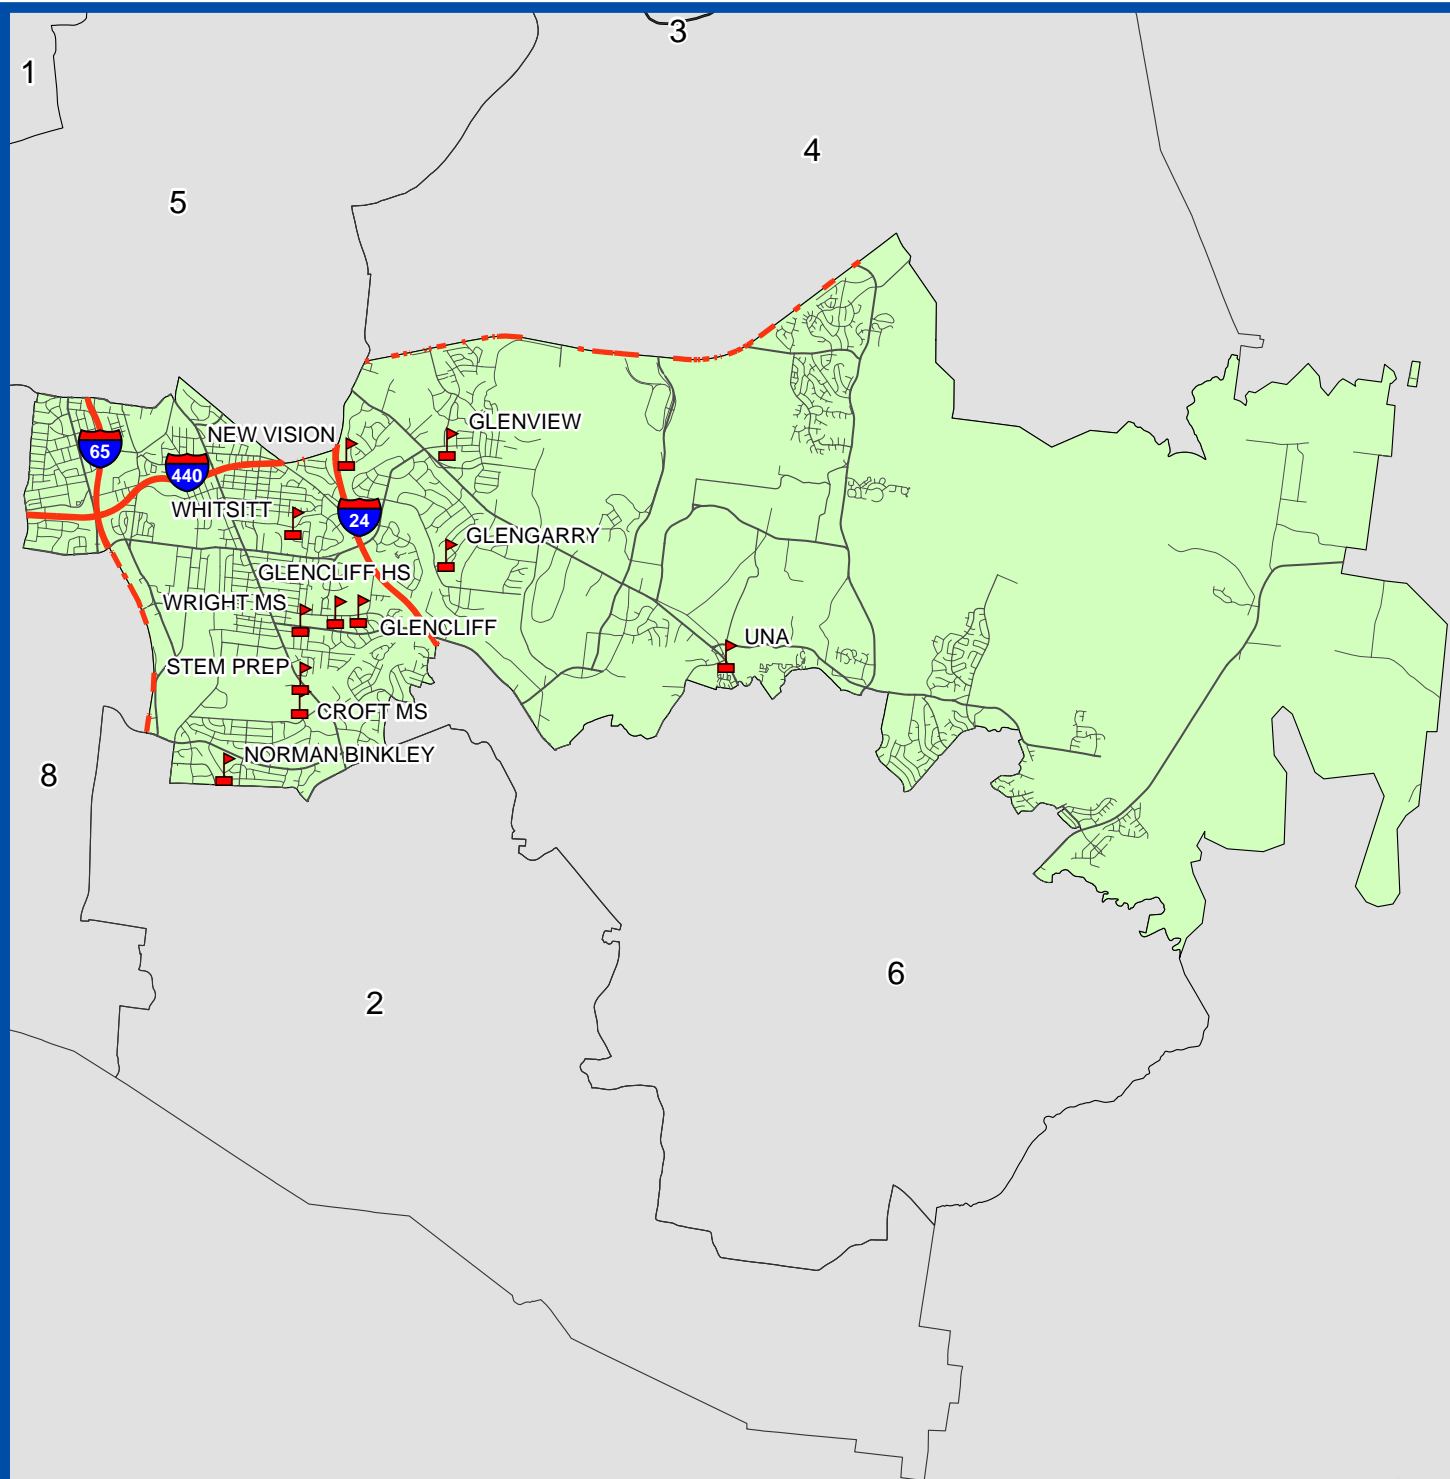 3
1
4
5
GLENVIEW
NEW VISION
65
440
WHITSITT
24
GLENGARRY
GLENCLIFF HS
WRIGHT MS
GLENCLIFF
UNA
STEM PREP
CROFT MS
NORMAN BINKLEY
8
6
2